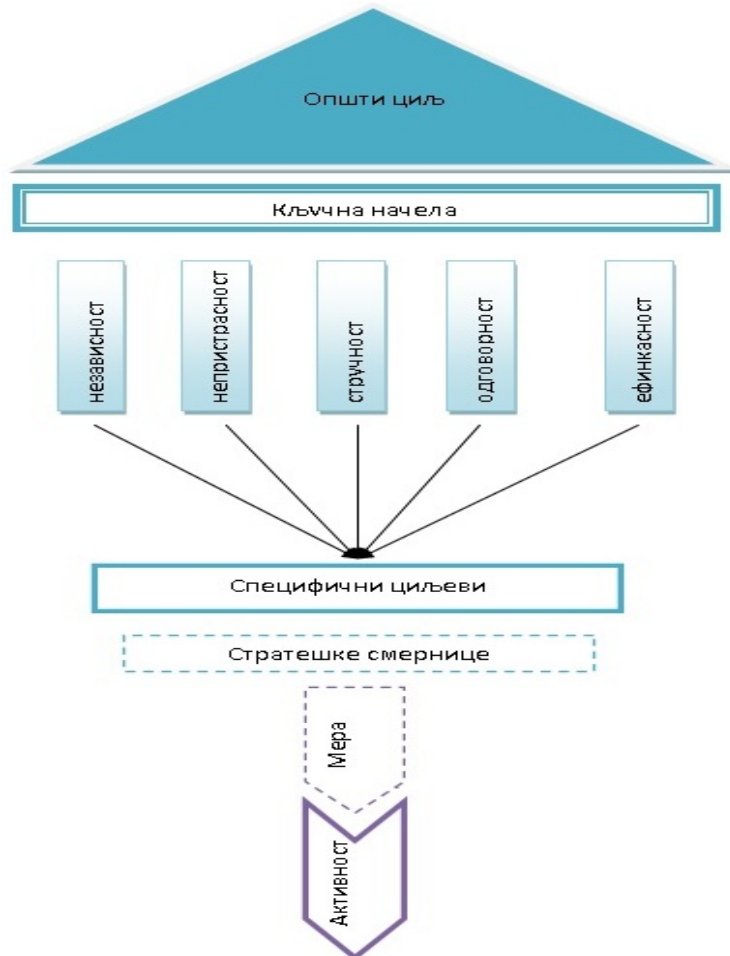 Општи циљ
Кључна начела
независност
непристрасност
стручност
одговорност
ефинкасност
Специфични циљеви
Стратешке смернице
Мера
Активност